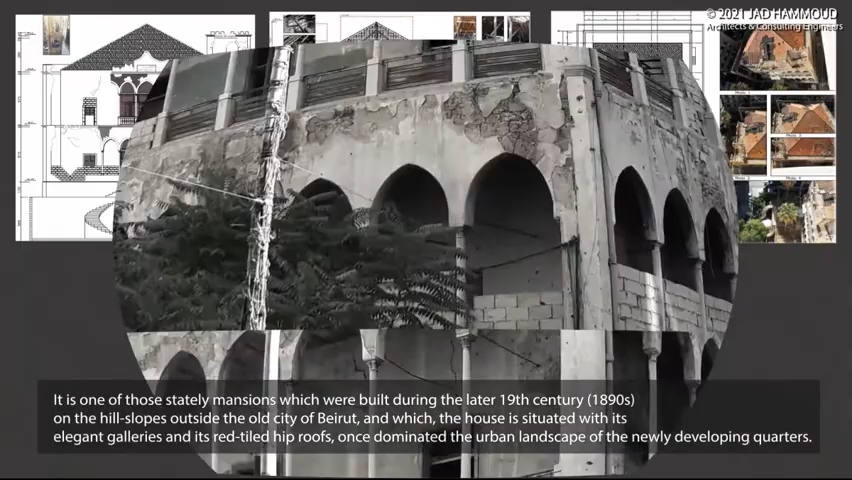 © 2021 JAD HAMMOUD
Architects & Consulting Engineers
It is one of those stately mansions which were built during the later 19th century (1890s)
on the hill-slopes outside the old city of Beirut, and which, the house is situated with its
elegant galleries and its red-tiled hip roofs, once dominated the urban landscape of the newly developing quarters.